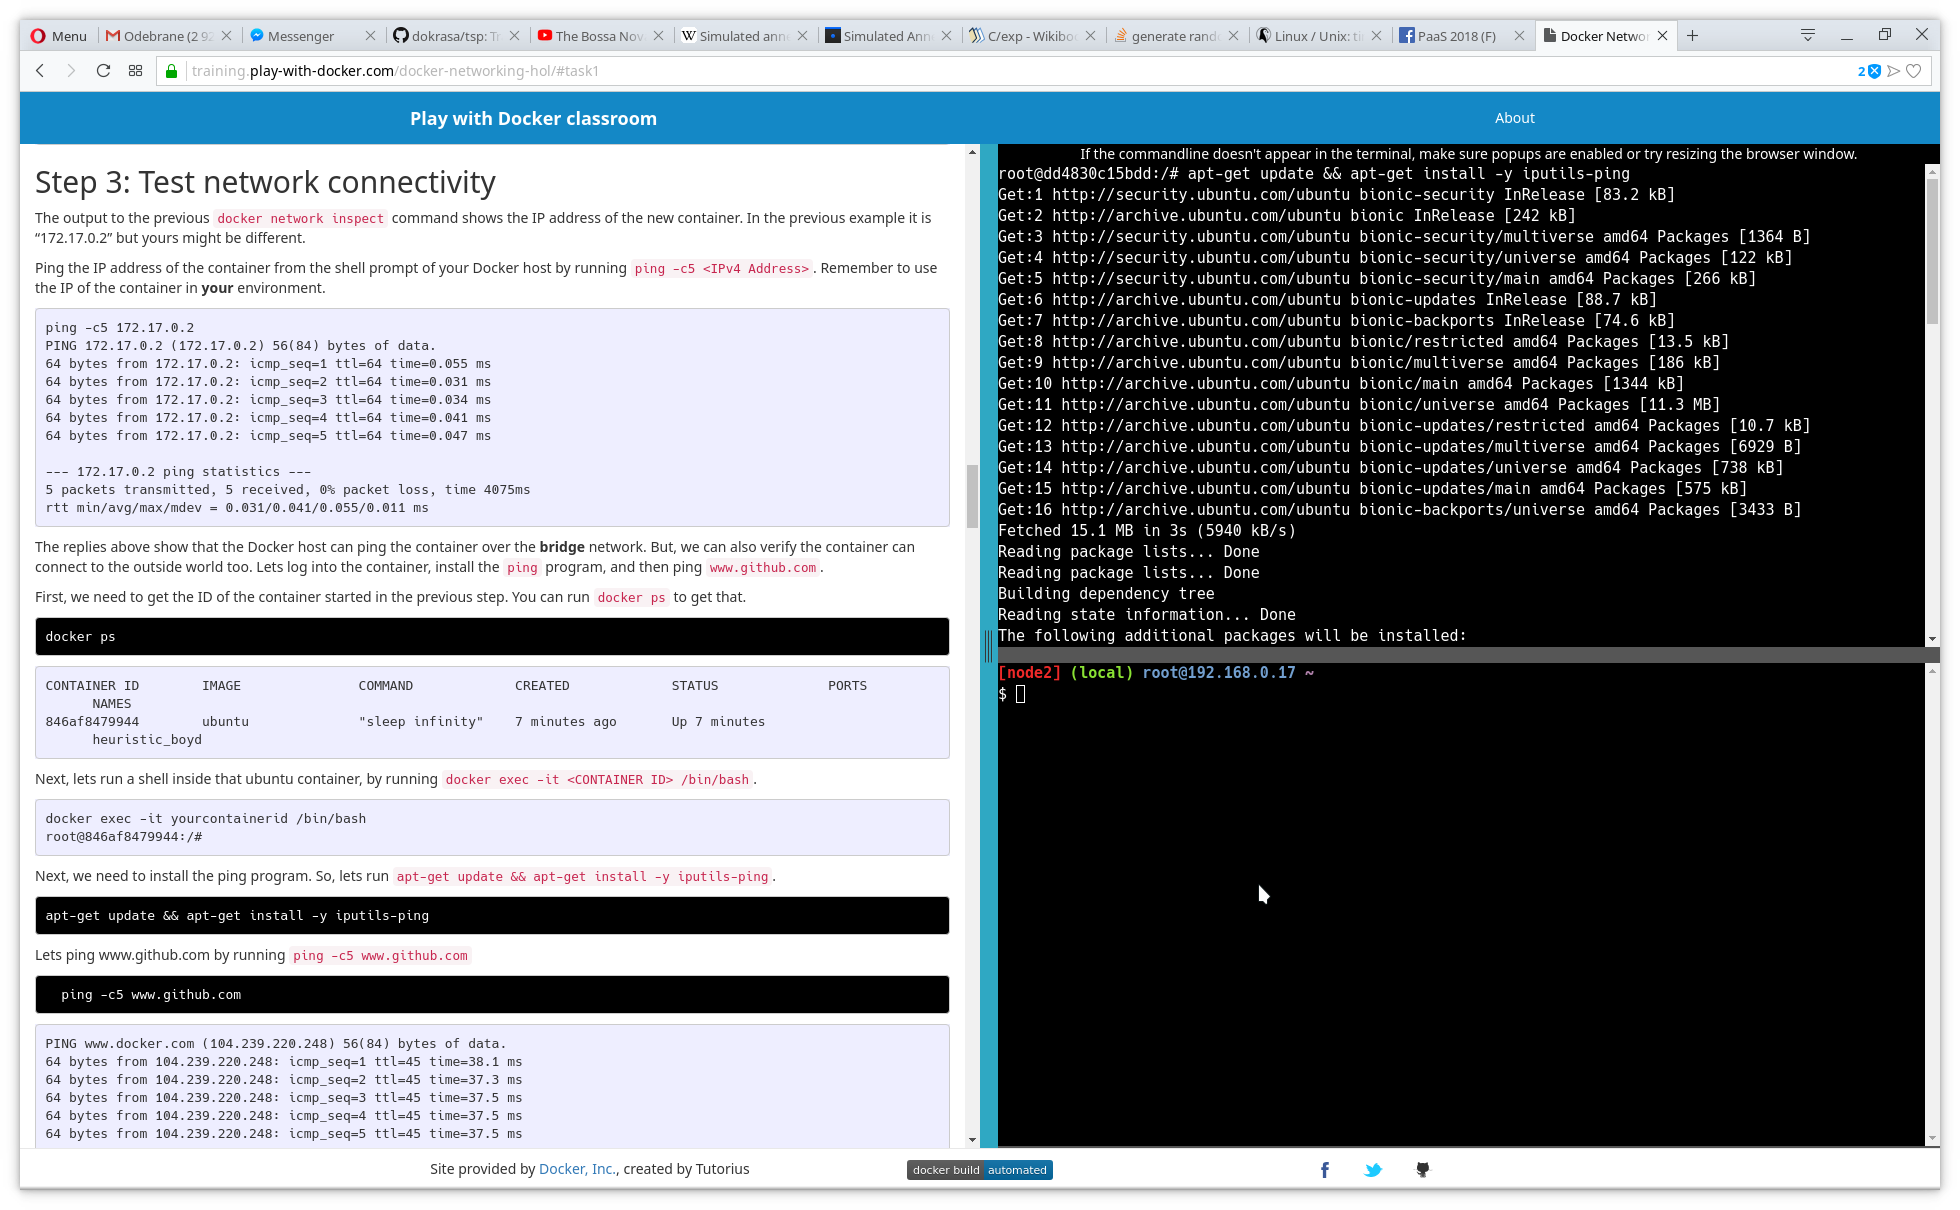 Menu
Odebrane (2 92
Messenger
dokrasa/tsp: Tr
The Bossa Nov
Simulated anne
Simulated Ann
C/exp - Wikibo
generate rand
Linux / Unix: ti
PaaS 2018 (F)
Docker Networ
training.play-with-docker.com/docker-networking-hol/#task1
2
Play with Docker classroom
About
Step 3: Test network connectivity
The output to the previous docker network inspect command shows the IP address of the new container. In the previous example it is
“172.17.0.2” but yours might be different.
Ping the IP address of the container from the shell prompt of your Docker host by running ping -c5 <IPv4 Address>. Remember to use
the IP of the container in your environment.
ping -c5 172.17.0.2
PING 172.17.0.2 (172.17.0.2) 56(84) bytes of data.
64 bytes from 172.17.0.2: icmp_seq=1 ttl=64 time=0.055 ms
64 bytes from 172.17.0.2: icmp_seq=2 ttl=64 time=0.031 ms
64 bytes from 172.17.0.2: icmp_seq=3 ttl=64 time=0.034 ms
64 bytes from 172.17.0.2: icmp_seq=4 ttl=64 time=0.041 ms
64 bytes from 172.17.0.2: icmp_seq=5 ttl=64 time=0.047 ms
--- 172.17.0.2 ping statistics ---
5 packets transmitted, 5 received, 0% packet loss, time 4075ms
rtt min/avg/max/mdev = 0.031/0.041/0.055/0.011 ms
The replies above show that the Docker host can ping the container over the bridge network. But, we can also verify the container can
connect to the outside world too. Lets log into the container, install the ping program, and then ping www.github.com.
First, we need to get the ID of the container started in the previous step. You can run docker ps to get that.
docker ps
CONTAINER ID IMAGE COMMAND CREATED STATUS PORTS
NAMES
846af8479944 ubuntu "sleep infinity" 7 minutes ago Up 7 minutes
heuristic_boyd
Next, lets run a shell inside that ubuntu container, by running docker exec -it <CONTAINER ID> /bin/bash.
docker exec -it yourcontainerid /bin/bash
root@846af8479944:/#
Next, we need to install the ping program. So, lets run apt-get update && apt-get install -y iputils-ping.
apt-get update && apt-get install -y iputils-ping
Lets ping www.github.com by running ping -c5 www.github.com
ping -c5 www.github.com
PING www.docker.com (104.239.220.248) 56(84) bytes of data.
64 bytes from 104.239.220.248: icmp_seq=1 ttl=45 time=38.1 ms
64 bytes from 104.239.220.248: icmp_seq=2 ttl=45 time=37.3 ms
64 bytes from 104.239.220.248: icmp_seq=3 ttl=45 time=37.5 ms
64 bytes from 104.239.220.248: icmp_seq=4 ttl=45 time=37.5 ms
64 bytes from 104.239.220.248: icmp_seq=5 ttl=45 time=37.5 ms
If the commandline doesn't appear in the terminal, make sure popups are enabled or try resizing the browser window.
root@dd4830c15bdd:/# apt-get update && apt-get install -y iputils-ping
Get:1 http://security.ubuntu.com/ubuntu bionic-security InRelease [83.2 kB]
Get:2 http://archive.ubuntu.com/ubuntu bionic InRelease [242 kB]
Get:3 http://security.ubuntu.com/ubuntu bionic-security/multiverse amd64 Packages [1364 B]
Get:4 http://security.ubuntu.com/ubuntu bionic-security/universe amd64 Packages [122 kB]
Get:5 http://security.ubuntu.com/ubuntu bionic-security/main amd64 Packages [266 kB]
Get:6 http://archive.ubuntu.com/ubuntu bionic-updates InRelease [88.7 kB]
Get:7 http://archive.ubuntu.com/ubuntu bionic-backports InRelease [74.6 kB]
Get:8 http://archive.ubuntu.com/ubuntu bionic/restricted amd64 Packages [13.5 kB]
Get:9 http://archive.ubuntu.com/ubuntu bionic/multiverse amd64 Packages [186 kB]
Get:10 http://archive.ubuntu.com/ubuntu bionic/main amd64 Packages [1344 kB]
Get:11 http://archive.ubuntu.com/ubuntu bionic/universe amd64 Packages [11.3 MB]
Get:12 http://archive.ubuntu.com/ubuntu bionic-updates/restricted amd64 Packages [10.7 kB]
Get:13 http://archive.ubuntu.com/ubuntu bionic-updates/multiverse amd64 Packages [6929 B]
Get:14 http://archive.ubuntu.com/ubuntu bionic-updates/universe amd64 Packages [738 kB]
Get:15 http://archive.ubuntu.com/ubuntu bionic-updates/main amd64 Packages [575 kB]
Get:16 http://archive.ubuntu.com/ubuntu bionic-backports/universe amd64 Packages [3433 B]
Fetched 15.1 MB in 3s (5940 kB/s)
Reading package lists... Done
Reading package lists... Done
Building dependency tree
Reading state information... Done
The following additional packages will be installed:
[node2] (local) root@192.168.0.17 ~
$
Site provided by Docker, Inc., created by Tutorius
docker build automated